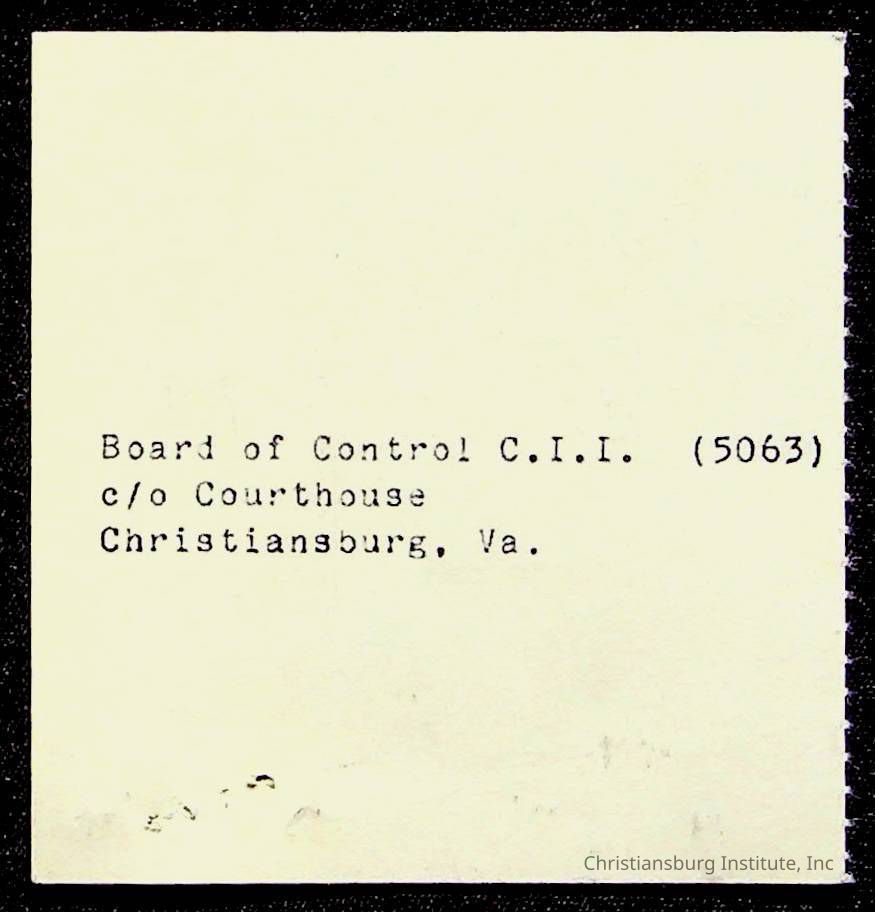 Board of Control C.I.I. (5063)
c/o Courthouse
Christiansburg, Va.
Christiansburg Institute, Inc